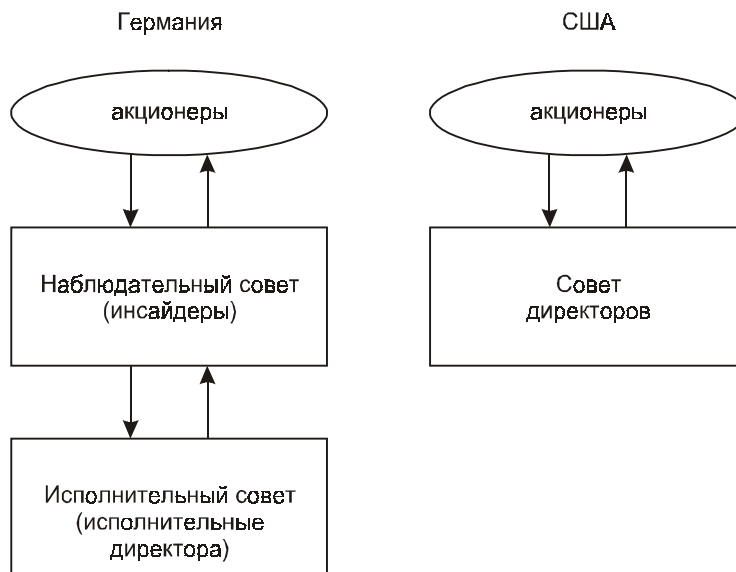 Германия
акционеры
Наблюдательный совет
(инсайдеры)
Исполнительный совет
(исполнительные
директора)
США
акционеры
Совет
директоров